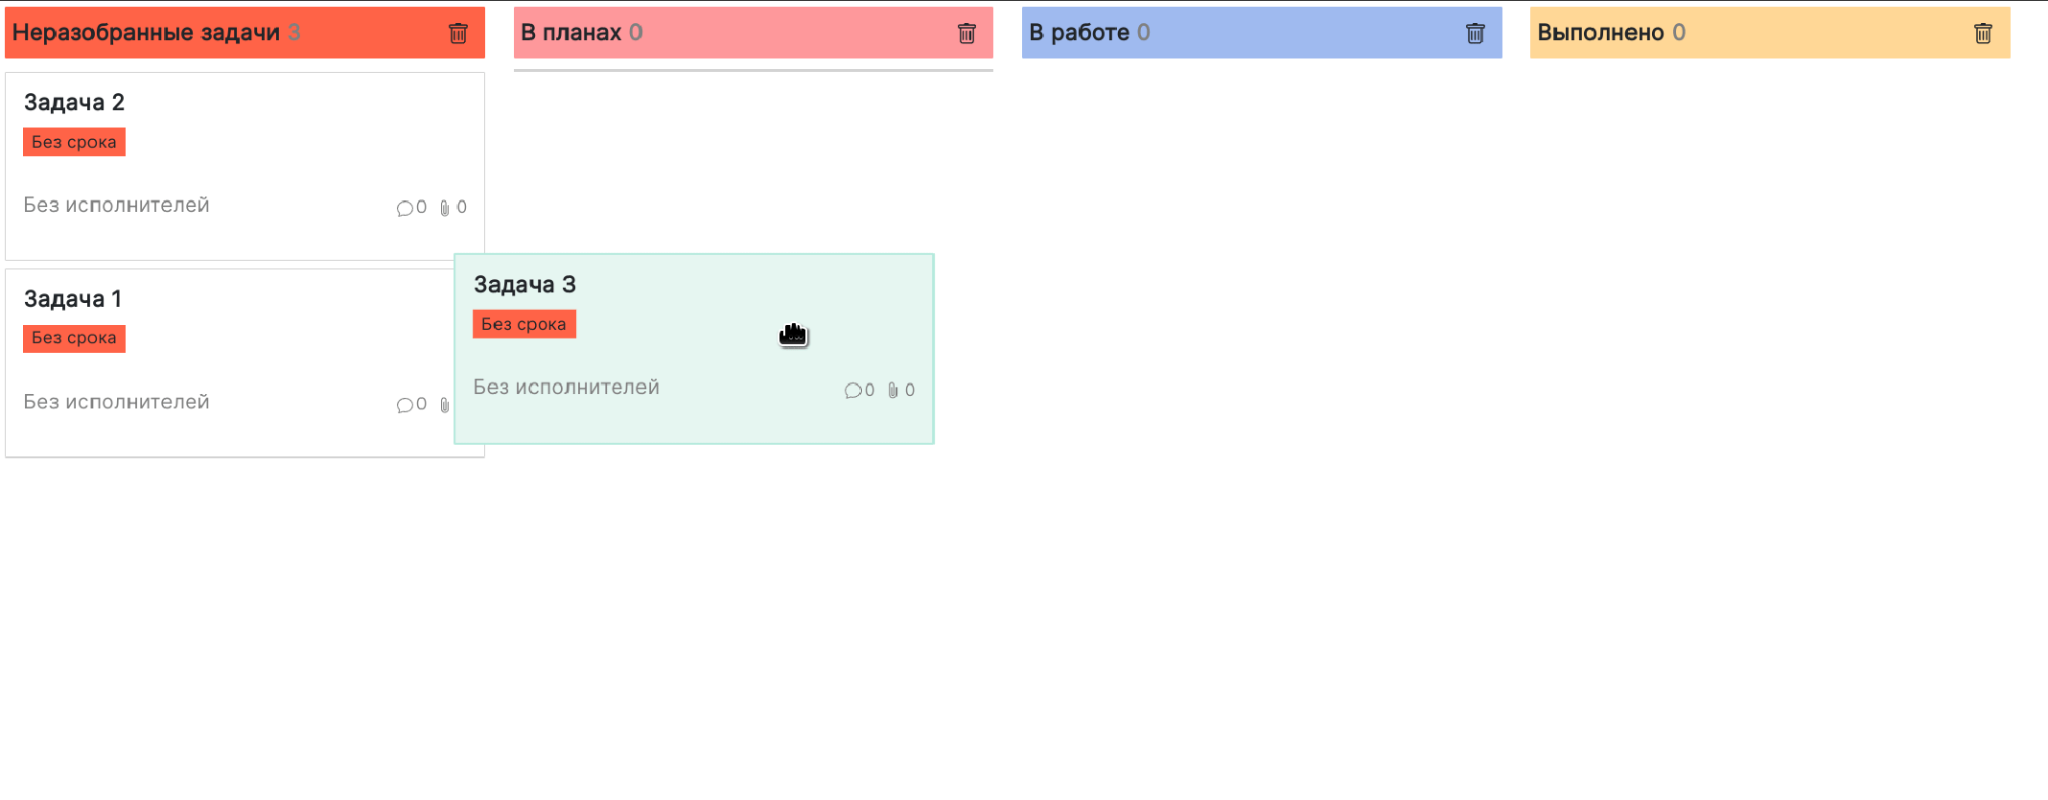 Неразобранные задачи 3
В планах 0
В работе 0
Выполнено 0
Задача 2
Без срока
Без исполнителей 0 0
Задача 1
Без срока
Без исполнителей 0
Задача 3
Без срока
Без исполнителей 0 0